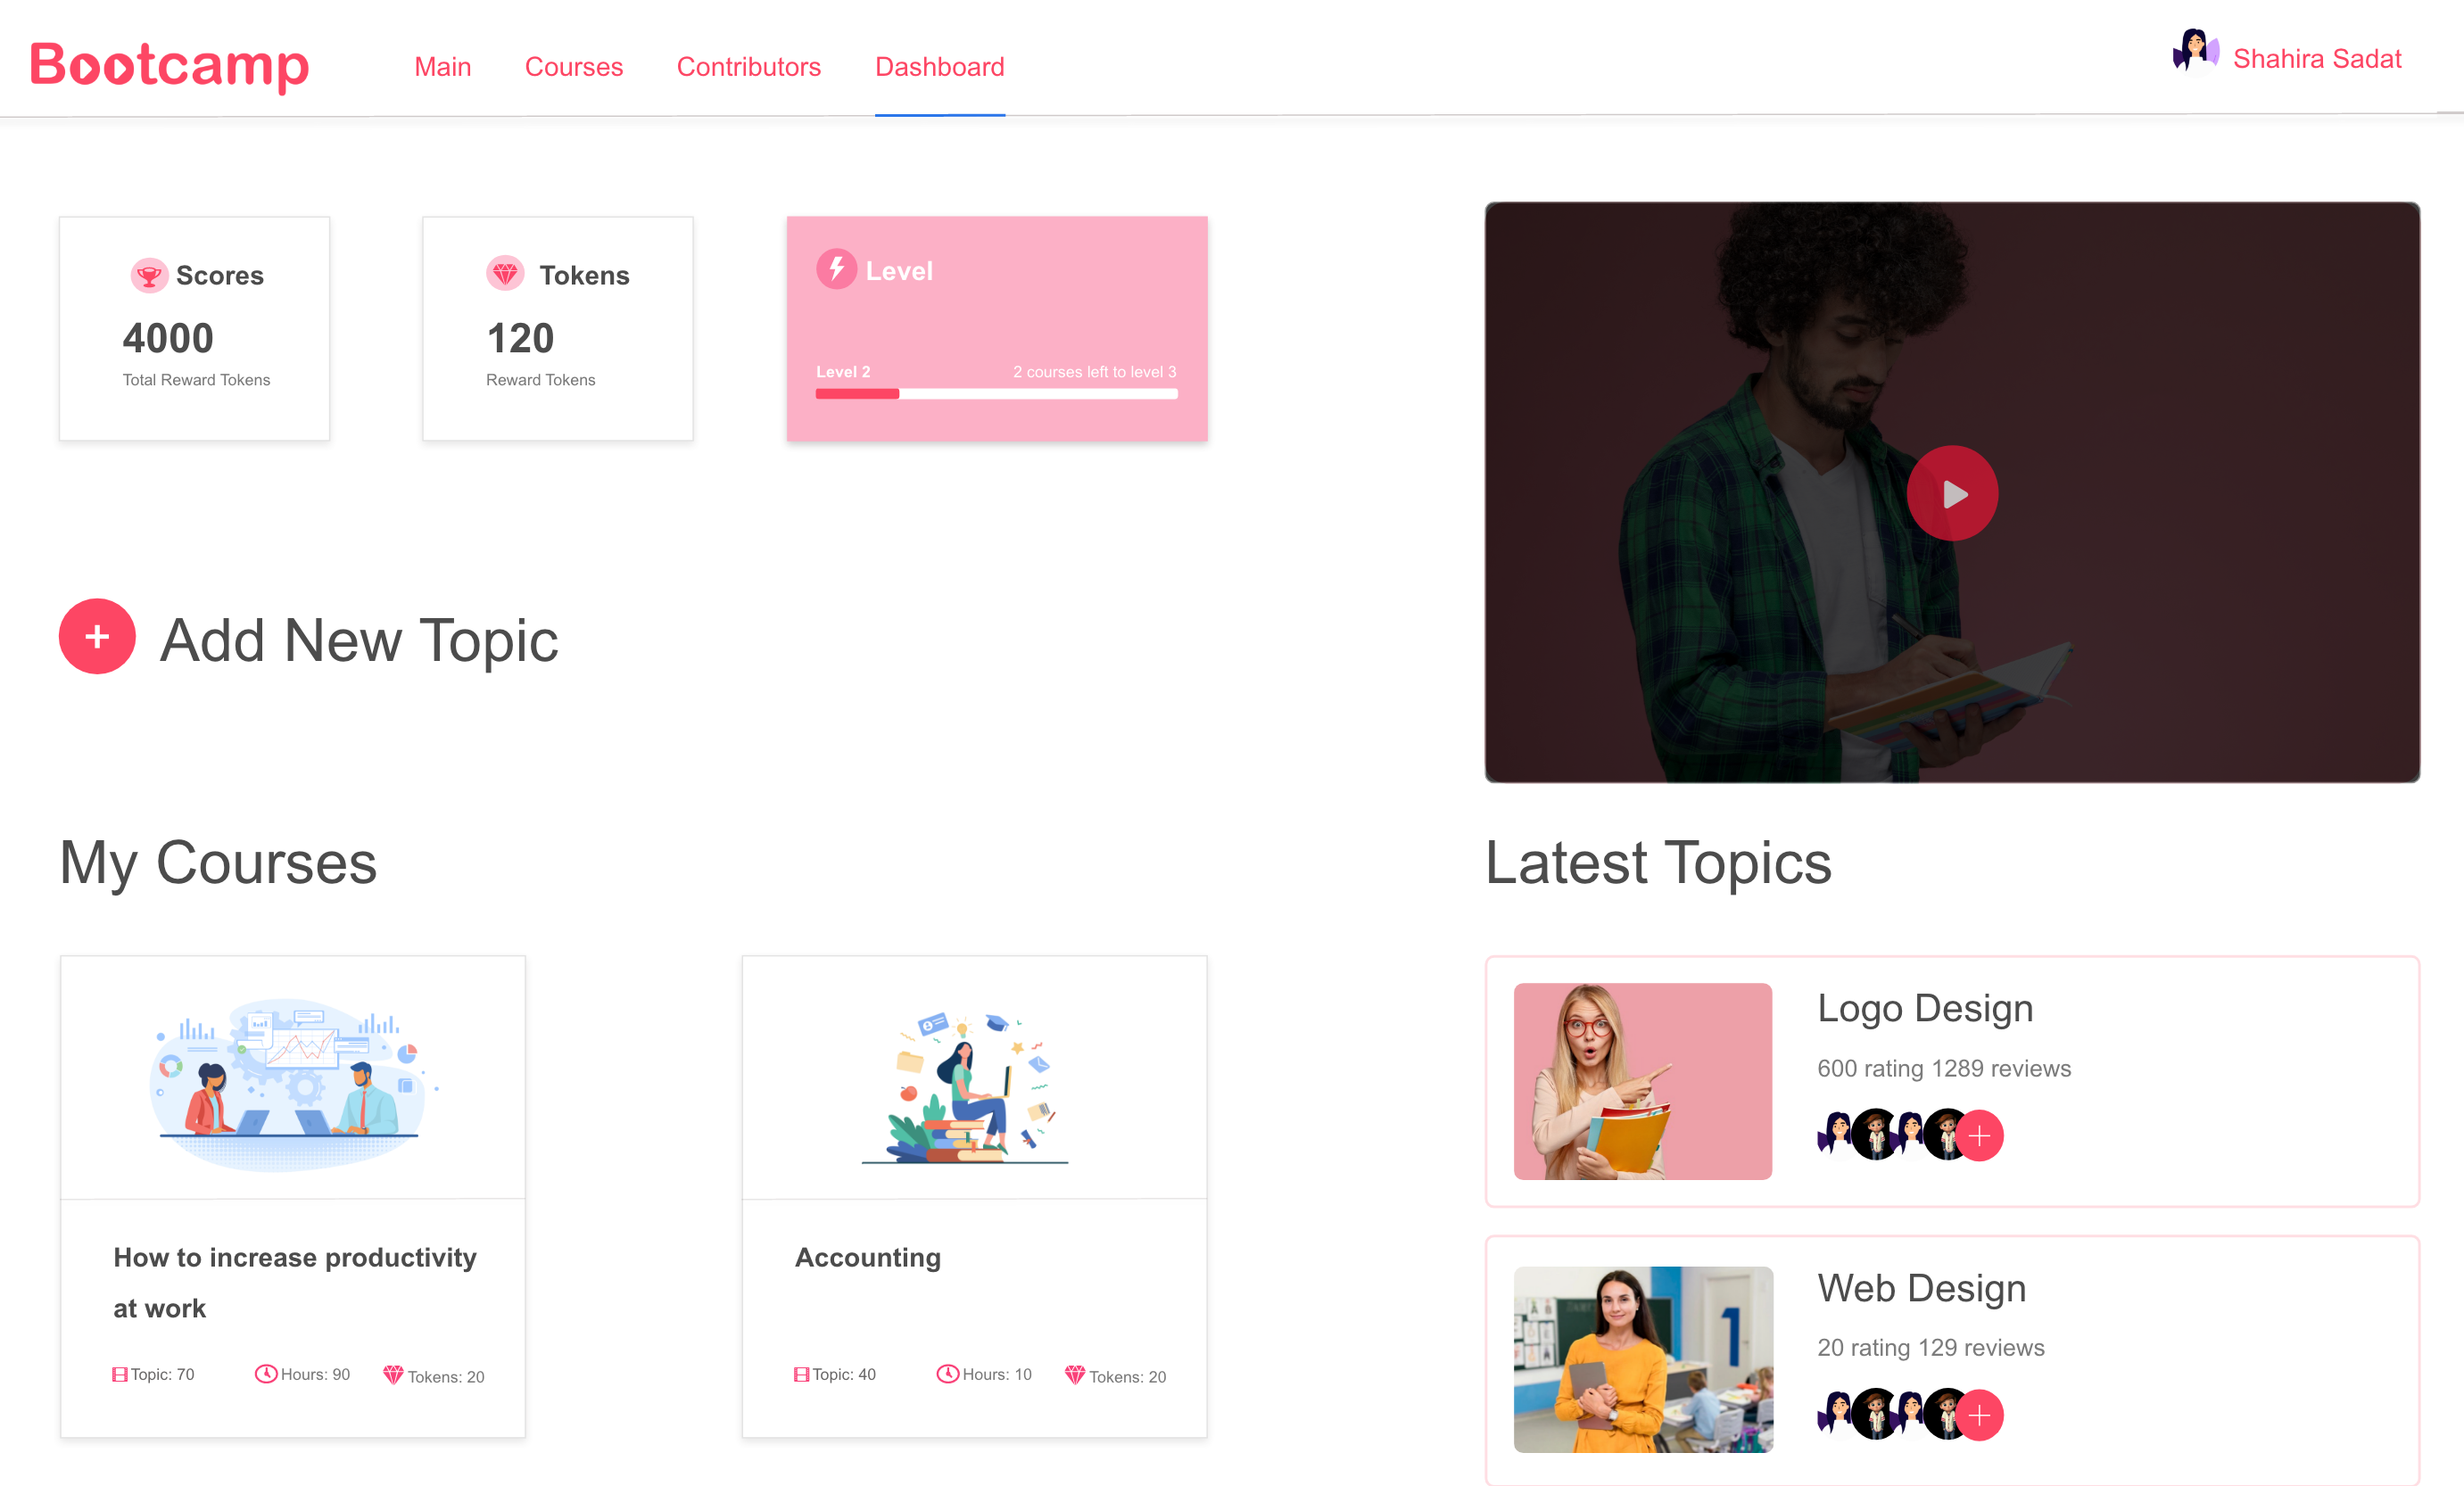 Bootcamp
Main
Courses
Contributors
Dashboard
Shahira Sadat
Scores
4000
Total Reward Tokens
Tokens
120
Reward Tokens
Level
Level 2
2 courses left to level 3
Add New Topic
My Courses
How to increase productivity
at work
Topic: 70
Hours: 90
Tokens: 20
Accounting
Topic: 40
Hours: 10
Tokens: 20
Latest Topics
Logo Design
600 rating 1289 reviews
Web Design
20 rating 129 reviews
1